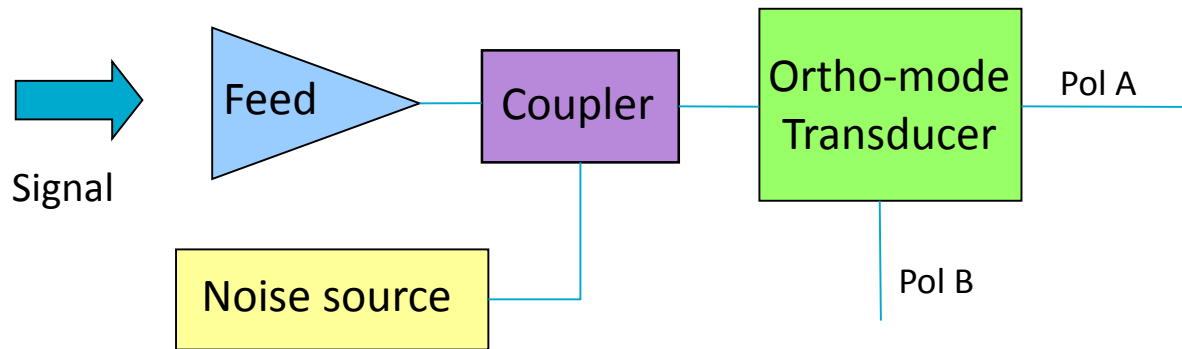 Signal
Feed
Coupler
Ortho-mode
Transducer
Pol A
Pol B
Noise source